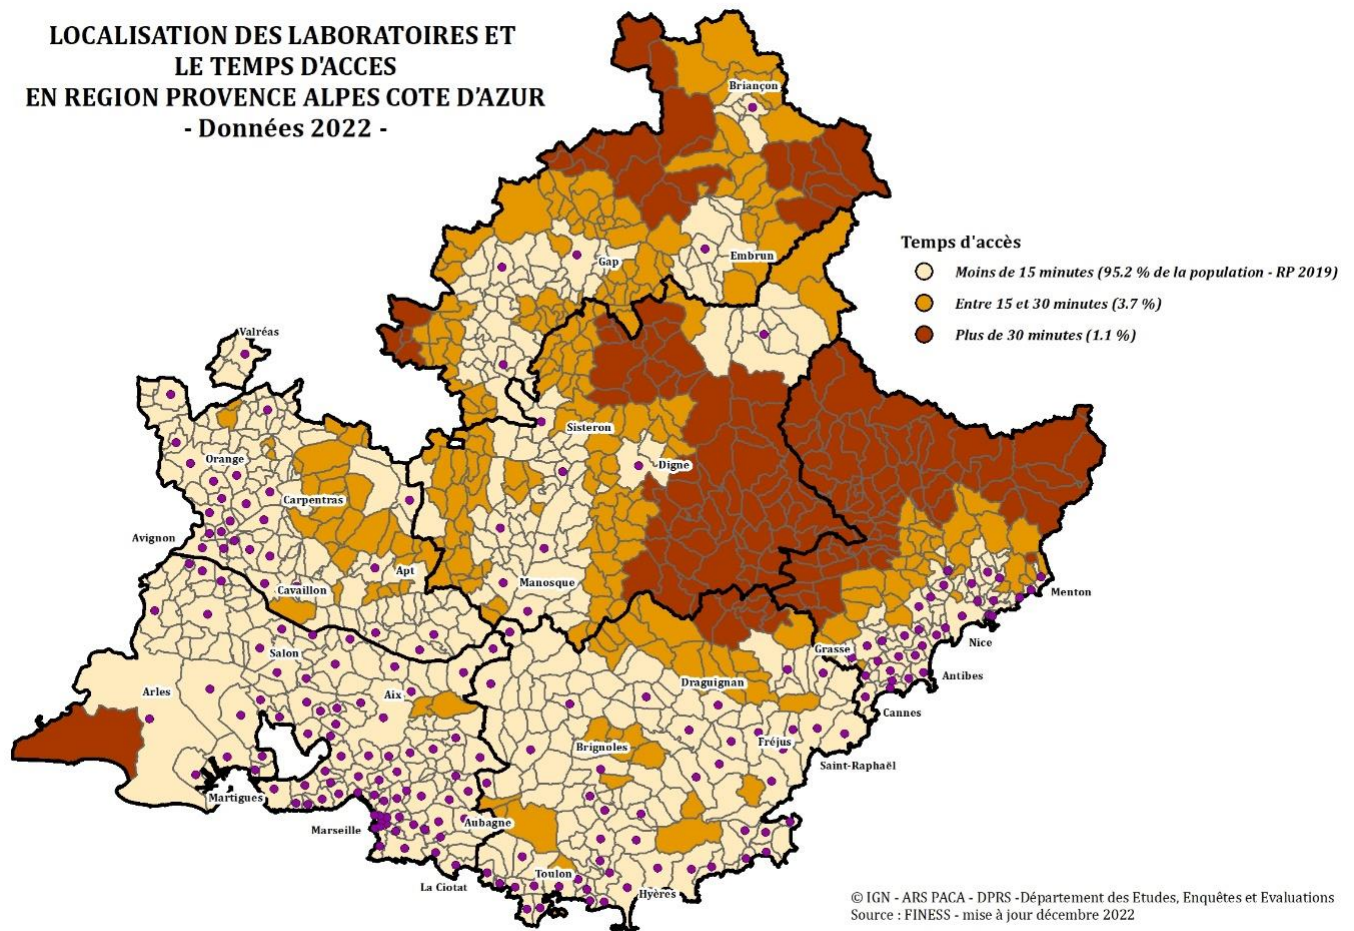 LOCALISATION DES LABORATOIRES ET
LE TEMPS D'ACCES
EN REGION PROVENCE ALPES COTE D'AZUR
- Données 2022 -
Briançon
Temps d'accès
Moins de 15 minutes (95.2 % de la population - RP 2019)
Entre 15 et 30 minutes (3.7 %)
Plus de 30 minutes (1.1 %)
Gap
Embrun
Valréas
Sisteron
Orange
Digne
Carpentras
Avignon
Apt
Manosque
Cavaillon
Menton
Nice
Salon
Grasse
Antibes
Arles
Aix
Draguignan
Cannes
Brignoles
Fréjus
Saint-Raphaël
Martigues
Marseille
Aubagne
La Ciotat
Toulon
Hyères
© IGN - ARS PACA - DPRS -Département des Etudes, Enquêtes et Evaluations
Source : FINESS - mise à jour décembre 2022